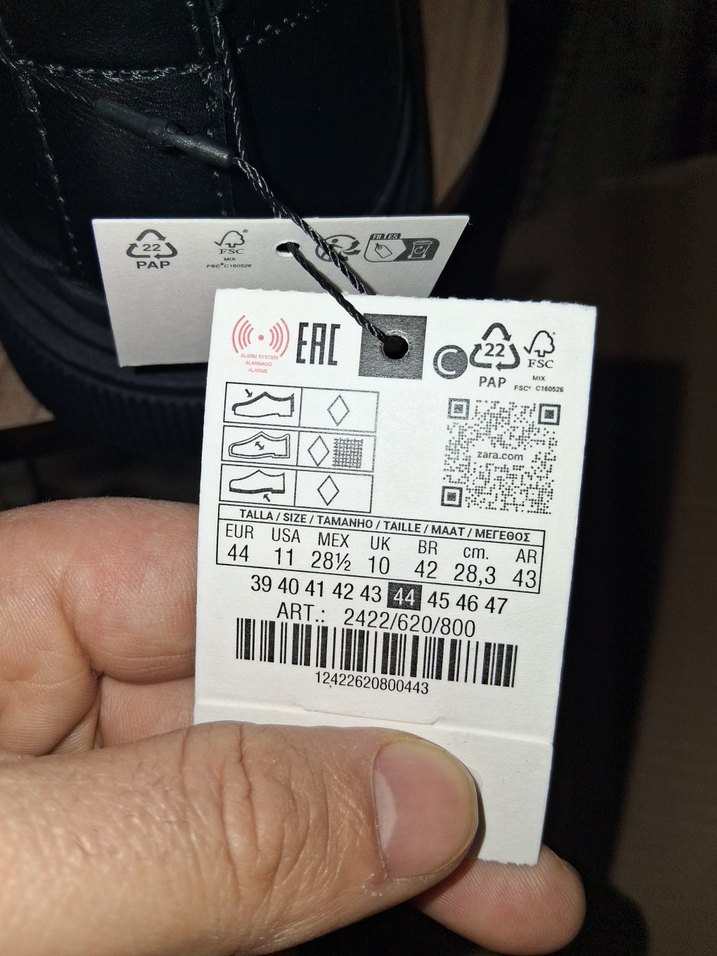 22
PAP
FSC®
MIX
FSC® C160526
FR ES
ALARM SYSTEM
ALARMADO
ALARME
EAC
C
22
PAP
FSC
MIX
FSC® C160526
zara.com
TALLA / SIZE / TAMANHO / TAILLE / MAAT / ΜΕΓΕΘΟΣ
EUR USA MEX UK BR cm. AR
44 11 28½ 10 42 28,3 43
39 40 41 42 43 44 45 46 47
ART.: 2422/620/800
12422620800443